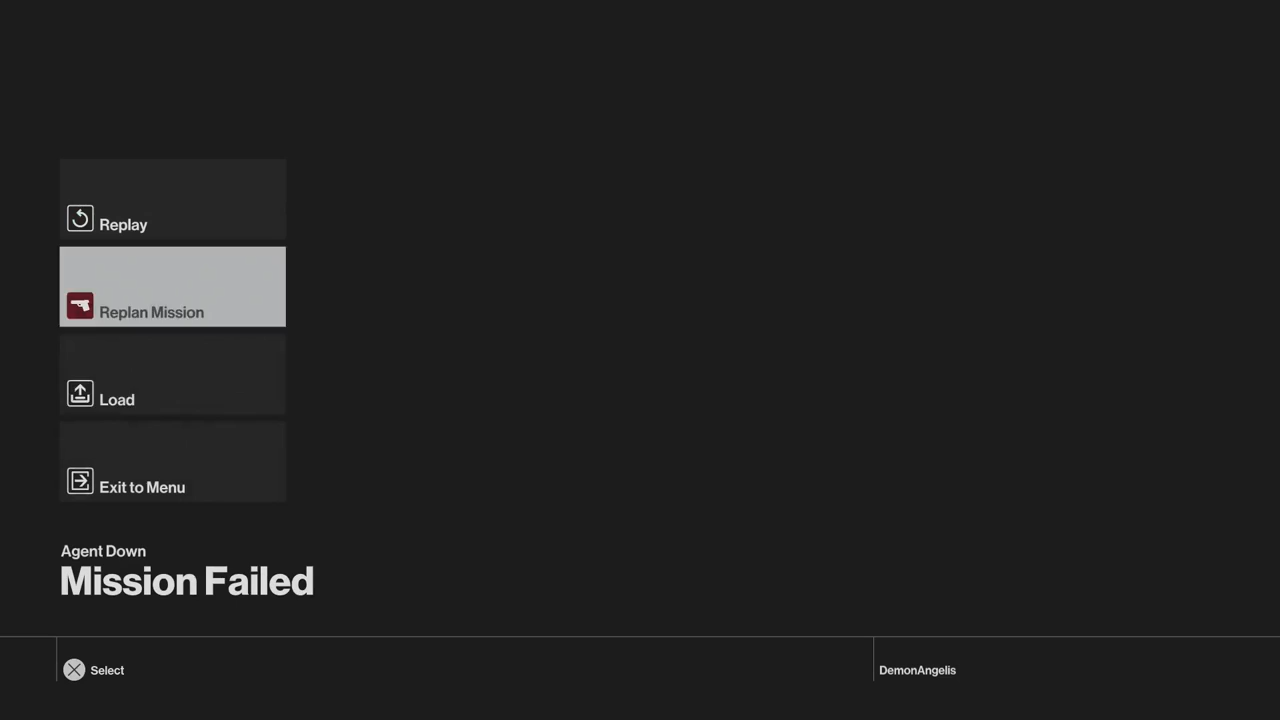 Replay
Replan Mission
Load
Exit to Menu
Agent Down
Mission Failed
Select
DemonAngelis